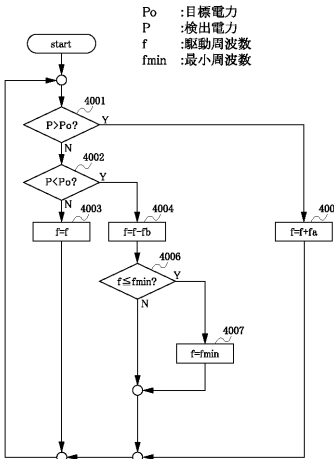 Po :目標電力
P :検出電力
f :駆動周波数
fmin :最小周波数
start
4001
P>Po?
Y
N
4002
P<Po?
Y
N
4003
f=f
4004
f=f-fb
f=f+fa
4006
f≦fmin?
Y
N
4007
f=fmin